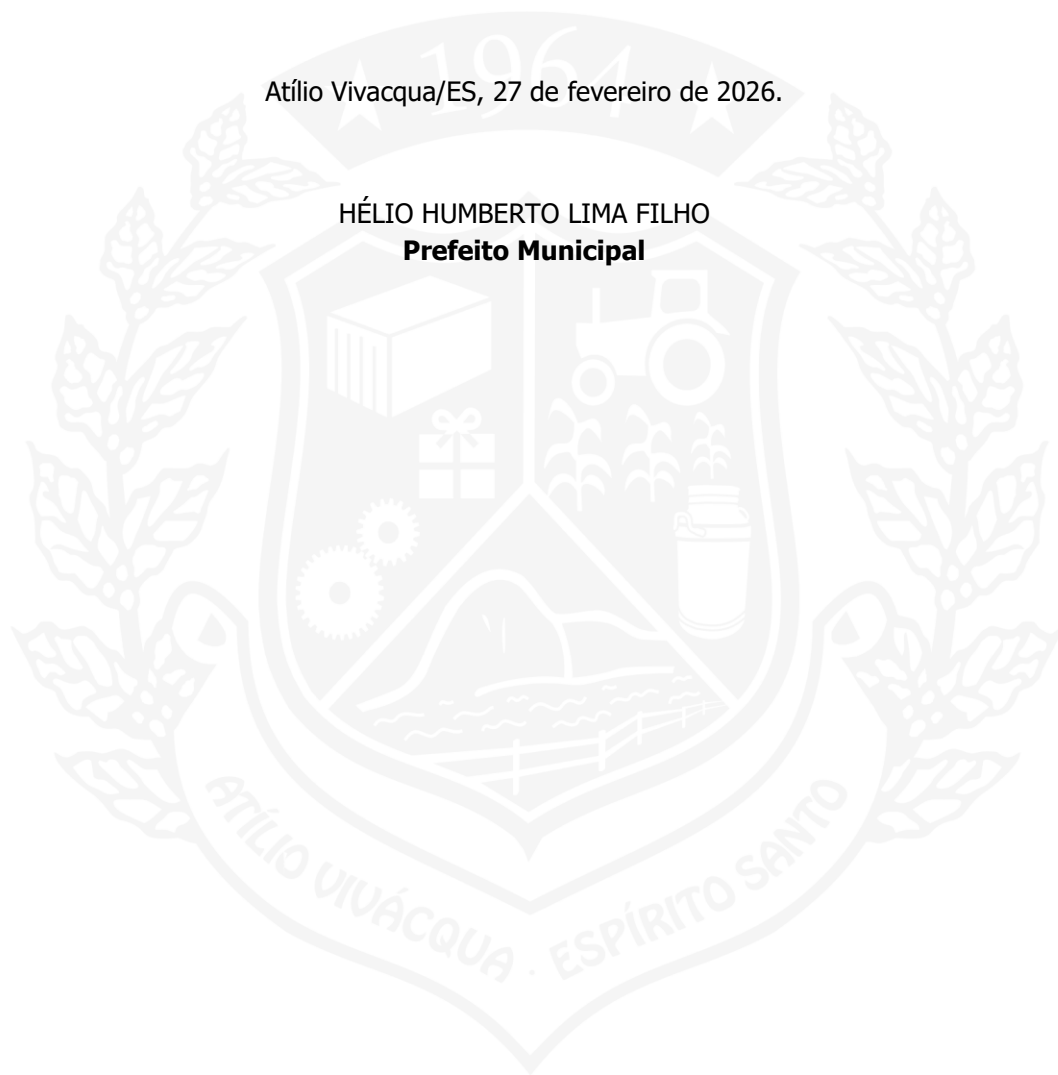 1964
Atílio Vivacqua/ES, 27 de fevereiro de 2026.
HÉLIO HUMBERTO LIMA FILHO
Prefeito Municipal
ATÍLIO VIVÁCQUA · ESPÍRITO SANTO